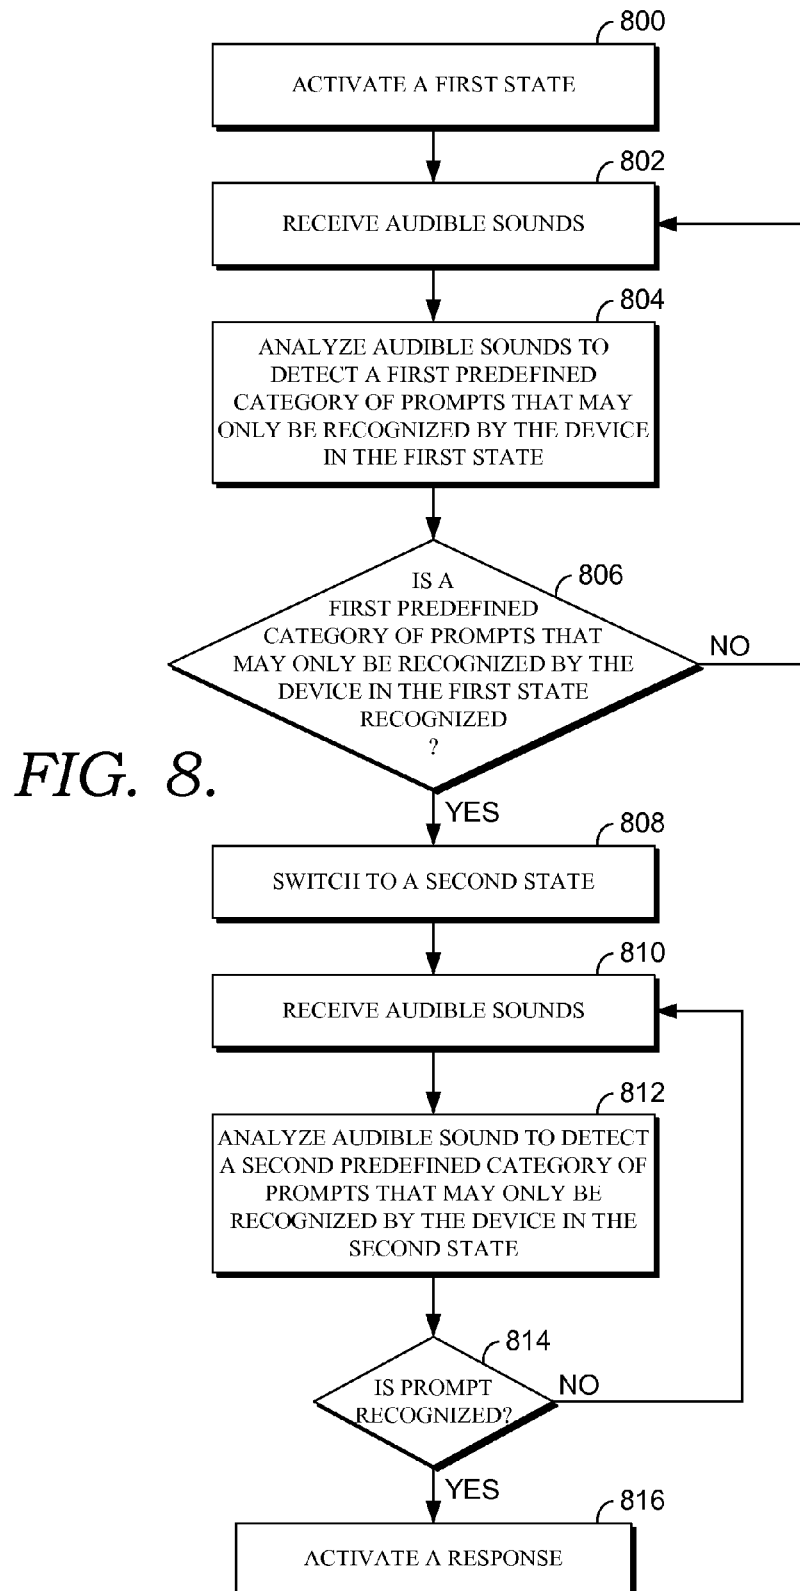 800
ACTIVATE A FIRST STATE
802
RECEIVE AUDIBLE SOUNDS
804
ANALYZE AUDIBLE SOUNDS TO
DETECT A FIRST PREDEFINED
CATEGORY OF PROMPTS THAT MAY
ONLY BE RECOGNIZED BY THE DEVICE
IN THE FIRST STATE
806
IS A
FIRST PREDEFINED
CATEGORY OF PROMPTS THAT
MAY ONLY BE RECOGNIZED BY THE
DEVICE IN THE FIRST STATE
RECOGNIZED
?
NO
FIG. 8.
YES
808
SWITCH TO A SECOND STATE
810
RECEIVE AUDIBLE SOUNDS
812
ANALYZE AUDIBLE SOUND TO DETECT
A SECOND PREDEFINED CATEGORY OF
PROMPTS THAT MAY ONLY BE
RECOGNIZED BY THE DEVICE IN THE
SECOND STATE
814
IS PROMPT
RECOGNIZED?
NO
YES
816
ACTIVATE A RESPONSE